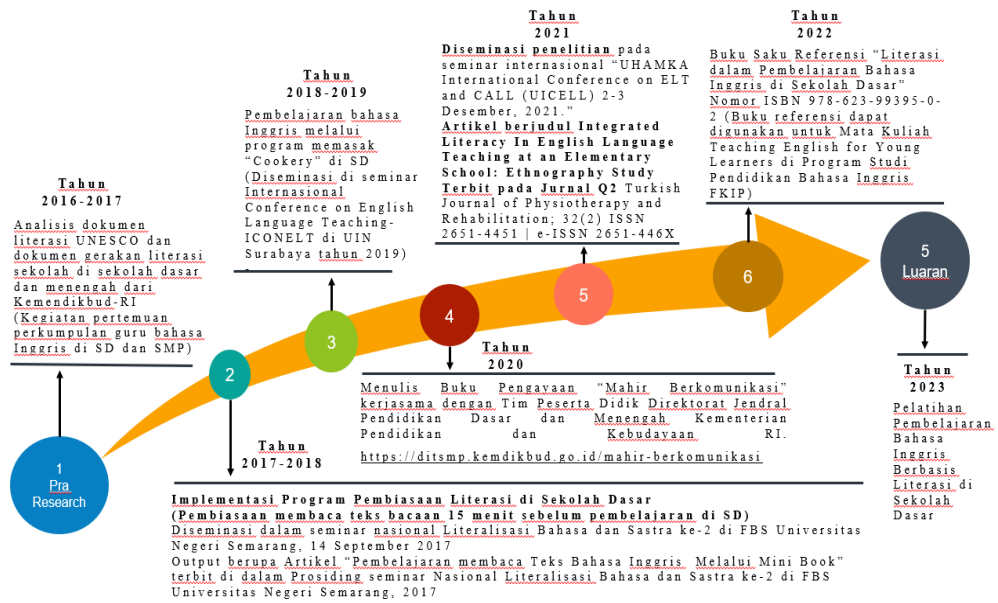 Tahun
2016-2017
Analisis dokumen
literasi UNESCO dan
dokumen gerakan literasi
sekolah di sekolah dasar
dan menengah dari
Kemendikbud-RI
(Kegiatan pertemuan
perkumpulan guru bahasa
Inggris di SD dan SMP)
1
Pra
Research
2
Tahun
2017-2018
Implementasi Program Pembiasaan Literasi di Sekolah Dasar
(Pembiasaan membaca teks bacaan 15 menit sebelum pembelajaran di SD)
Diseminasi dalam seminar nasional Literalisasi Bahasa dan Sastra ke-2 di FBS Universitas
Negeri Semarang, 14 September 2017
Output berupa Artikel “Pembelajaran membaca Teks Bahasa Inggris Melalui Mini Book”
terbit di dalam Prosiding seminar Nasional Literalisasi Bahasa dan Sastra ke-2 di FBS
Universitas Negeri Semarang, 2017
Tahun
2018-2019
Pembelajaran bahasa
Inggris melalui
program memasak
“Cookery” di SD
(Diseminasi di seminar
Internasional
Conference on English
Language Teaching-
ICONELT di UIN
Surabaya tahun 2019)
-
3
4
Tahun
2020
Menulis Buku Pengayaan “Mahir Berkomunikasi”
kerjasama dengan Tim Peserta Didik Direktorat Jendral
Pendidikan Dasar dan Menengah Kementerian
Pendidikan dan Kebudayaan RI.
https://ditsmp.kemdikbud.go.id/mahir-berkomunikasi
Tahun
2021
Diseminasi penelitian pada
seminar internasional “UHAMKA
International Conference on ELT
and CALL (UICELL) 2-3
Desember, 2021.”
Artikel berjudul Integrated
Literacy In English Language
Teaching at an Elementary
School: Ethnography Study
Terbit pada Jurnal Q2 Turkish
Journal of Physiotherapy and
Rehabilitation; 32(2) ISSN
2651-4451 | e-ISSN 2651-446X
5
Tahun
2022
Buku Saku Referensi “Literasi
dalam Pembelajaran Bahasa
Inggris di Sekolah Dasar”
Nomor ISBN 978-623-99395-0-
2 (Buku referensi dapat
digunakan untuk Mata Kuliah
Teaching English for Young
Learners di Program Studi
Pendidikan Bahasa Inggris
FKIP)
6
5
Luaran
Tahun
2023
Pelatihan
Pembelajaran
Bahasa
Inggris
Berbasis
Literasi di
Sekolah
Dasar